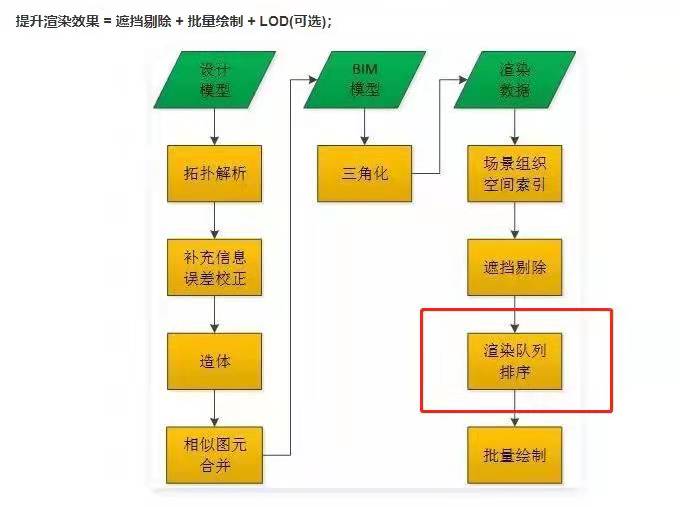 提升渲染效果 = 遮挡剔除 + 批量绘制 + LOD(可选);
设计
模型
拓扑解析
补充信息
误差校正
造体
相似图元
合并
BIM
模型
三角化
渲染
数据
场景组织
空间索引
遮挡剔除
渲染队列
排序
批量绘制